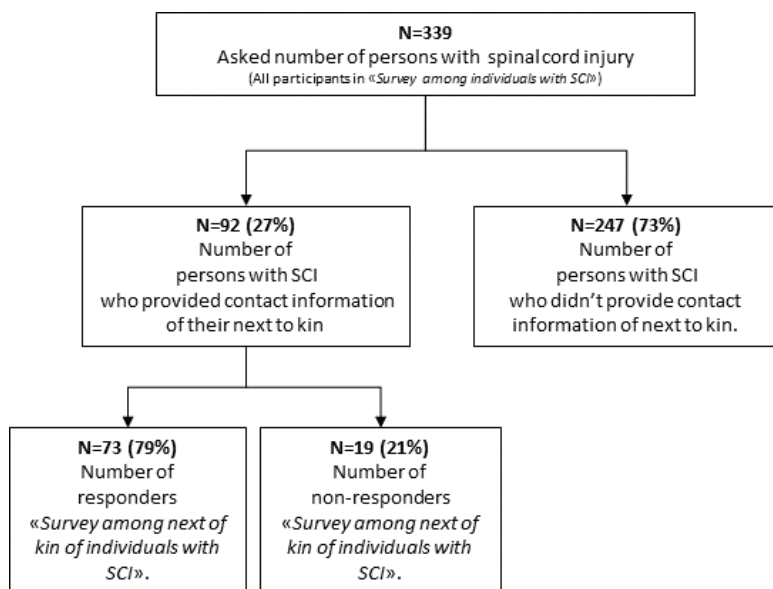 N=339
Asked number of persons with spinal cord injury
(All participants in «Survey among individuals with SCI»)
N=92 (27%)
Number of
persons with SCI
who provided contact information
of their next to kin
N=247 (73%)
Number of
persons with SCI
who didn't provide contact
information of next to kin.
N=73 (79%)
Number of
responders
«Survey among next of
kin of individuals with
SCI».
N=19 (21%)
Number of
non-responders
«Survey among next of
kin of individuals with
SCI».